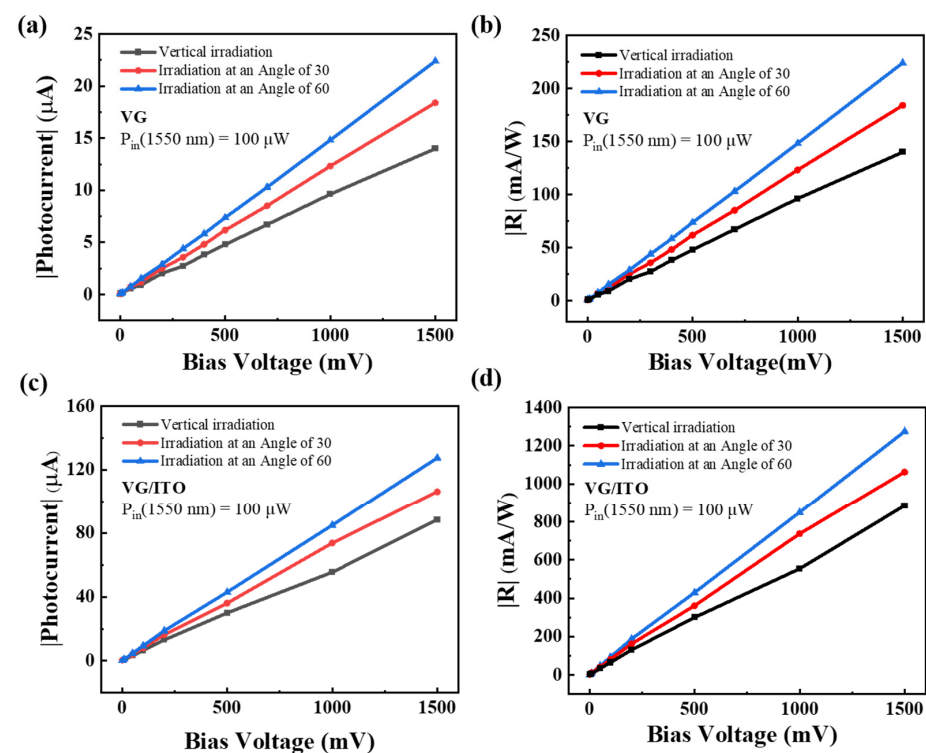 (a)
25
20
15
10
5
0
|Photocurrent| (μA)
Vertical irradiation
Irradiation at an Angle of 30
Irradiation at an Angle of 60
VG
Pin(1550 nm) = 100 μW
0 500 1000 1500
Bias Voltage (mV)
(b)
250
200
150
100
50
0
|R| (mA/W)
Vertical irradiation
Irradiation at an Angle of 30
Irradiation at an Angle of 60
VG
Pin(1550 nm) = 100 μW
0 500 1000 1500
Bias Voltage(mV)
(c)
160
120
80
40
0
|Photocurrent| (μA)
Vertical irradiation
Irradiation at an Angle of 30
Irradiation at an Angle of 60
VG/ITO
Pin(1550 nm) = 100 μW
0 500 1000 1500
Bias Voltage (mV)
(d)
1400
1200
1000
800
600
400
200
0
|R| (mA/W)
Vertical irradiation
Irradiation at an Angle of 30
Irradiation at an Angle of 60
VG/ITO
Pin(1550 nm) = 100 μW
0 500 1000 1500
Bias Voltage (mV)